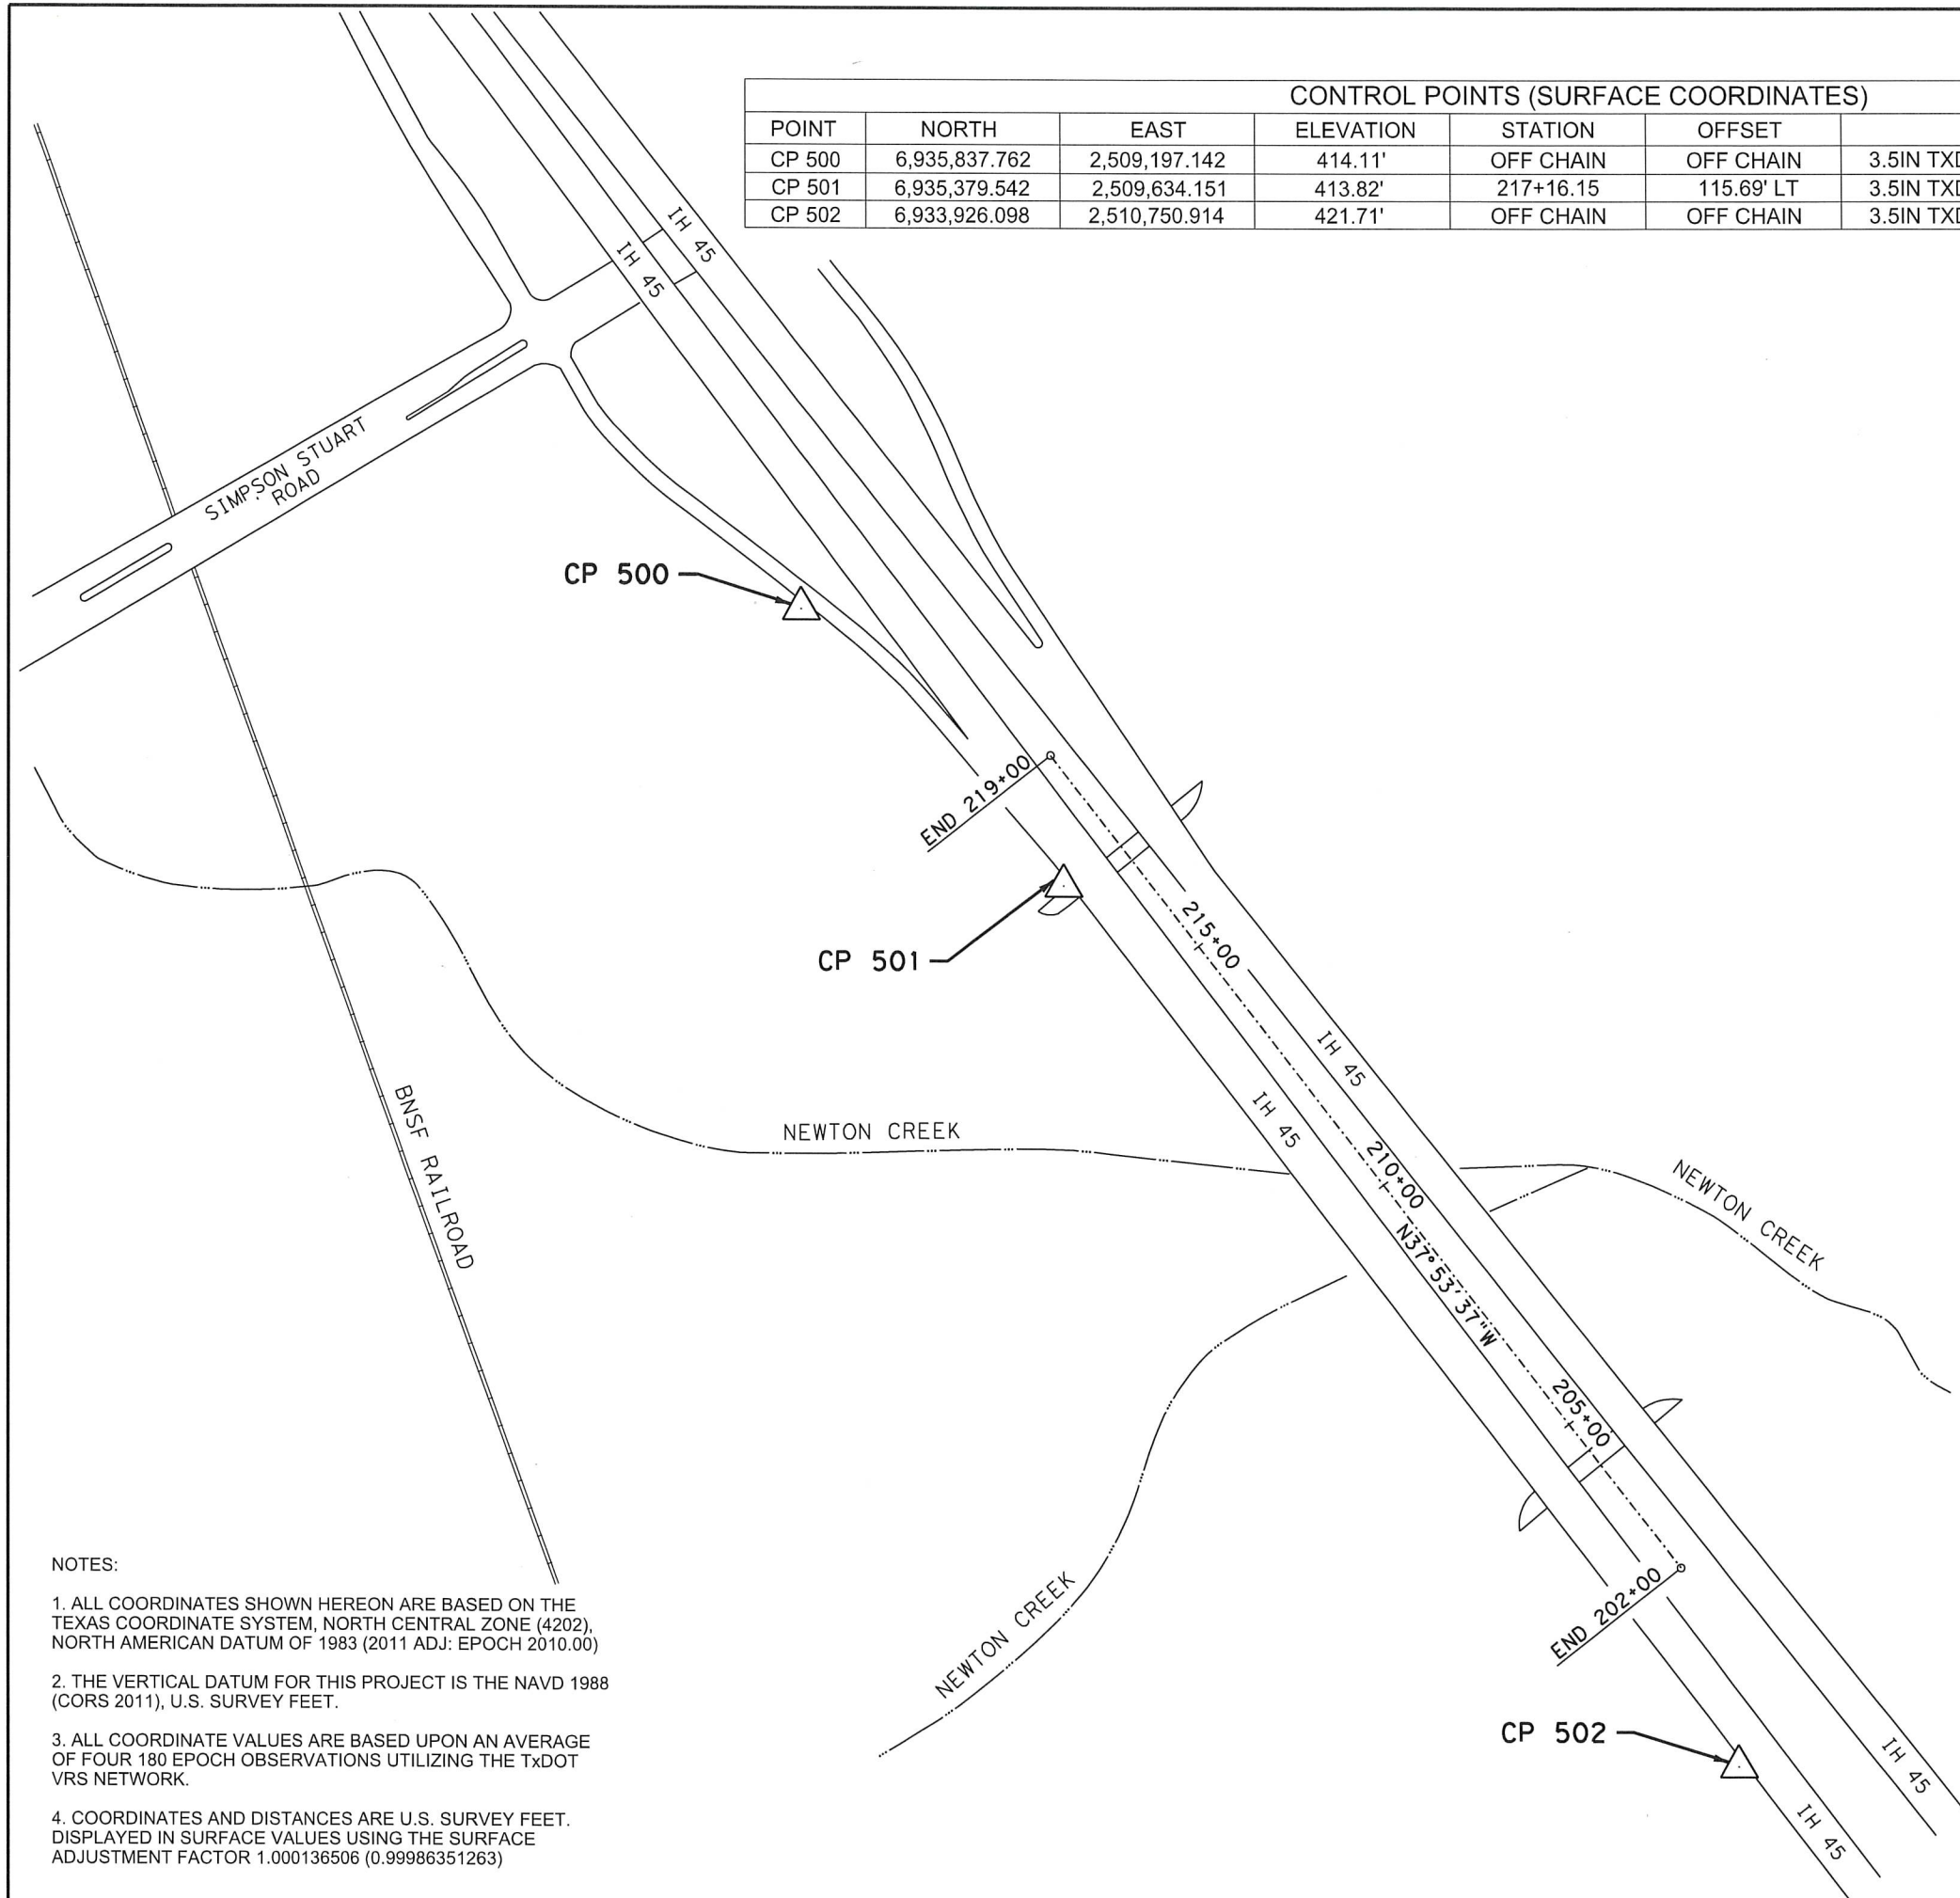 CONTROL POINTS (SURFACE COORDINATES)
POINT NORTH EAST ELEVATION STATION OFFSET
CP 500 6,935,837.762 2,509,197.142 414.11' OFF CHAIN OFF CHAIN 3.5IN
CP 501 6,935,379.542 2,509,634.151 413.82' 217+16.15 115.69' LT 3.5IN
CP 502 6,933,926.098 2,510,750.914 421.71' OFF CHAIN OFF CHAIN 3.5IN
IH 45
IH 45
SIMPSON STUART
ROAD
CP 500
END 219+00
CP 501
215+00
IH 45
IH 45
BNSF RAILROAD
NEWTON CREEK
210+00
NEWTON CREEK
N37°53'37"W
205+00
NEWTON CREEK
END 202+00
CP 502
IH 45
IH 45
NOTES:
1. ALL COORDINATES SHOWN HEREON ARE BASED ON THE
TEXAS COORDINATE SYSTEM, NORTH CENTRAL ZONE (4202),
NORTH AMERICAN DATUM OF 1983 (2011 ADJ: EPOCH 2010.00)
2. THE VERTICAL DATUM FOR THIS PROJECT IS THE NAVD 1988
(CORS 2011), U.S. SURVEY FEET.
3. ALL COORDINATE VALUES ARE BASED UPON AN AVERAGE
OF FOUR 180 EPOCH OBSERVATIONS UTILIZING THE TxDOT
VRS NETWORK.
4. COORDINATES AND DISTANCES ARE U.S. SURVEY FEET.
DISPLAYED IN SURFACE VALUES USING THE SURFACE
ADJUSTMENT FACTOR 1.000136506 (0.99986351263)